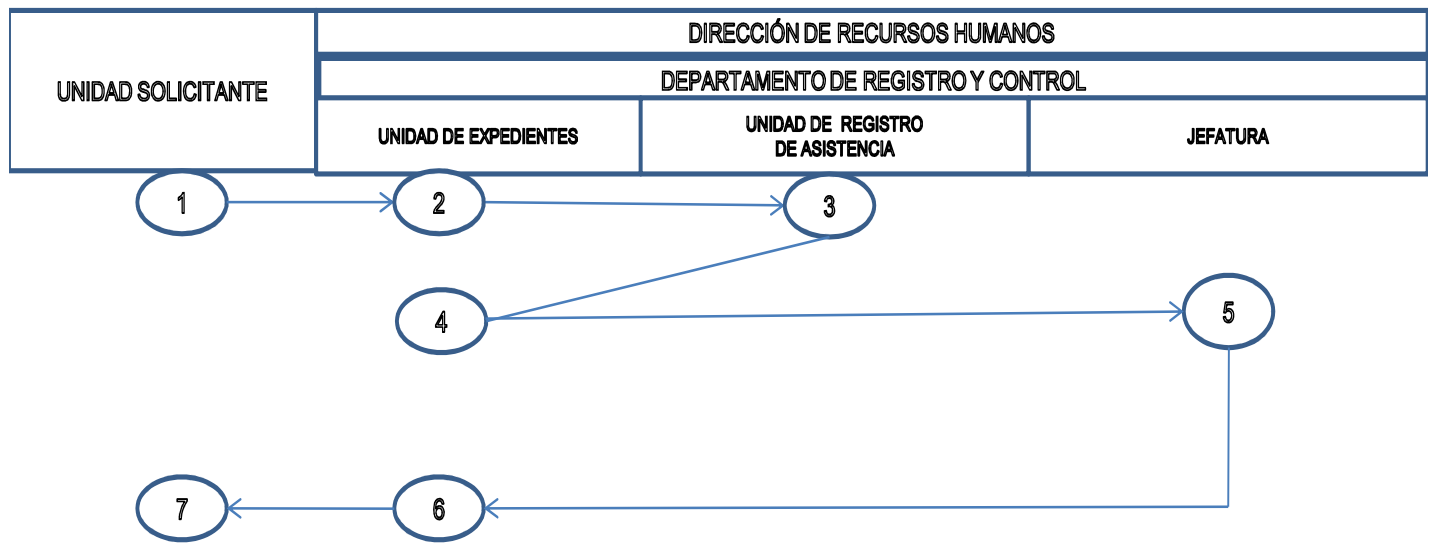 DIRECCIÓN DE RECURSOS HUMANOS
UNIDAD SOLICITANTE
DEPARTAMENTO DE REGISTRO Y CONTROL
UNIDAD DE EXPEDIENTES
UNIDAD DE REGISTRO
DE ASISTENCIA
JEFATURA
1
2
3
4
5
7
6